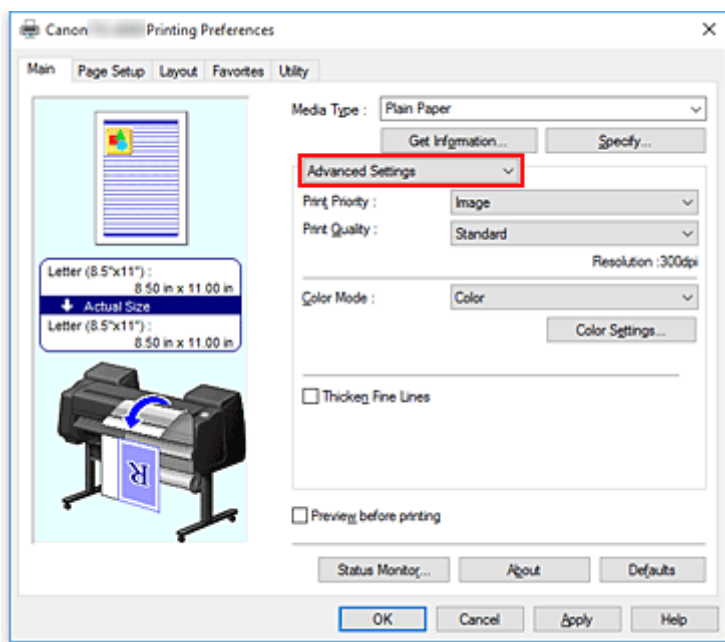 Canon Printing Preferences
Main Page Setup Layout Favorites Utility
Media Type : Plain Paper
Get Information... Specify...
Advanced Settings
Print Priority : Image
Print Quality : Standard
Resolution :300dpi
Letter (8.5"x11") :
8.50 in x 11.00 in
Actual Size
Letter (8.5"x11") :
8.50 in x 11.00 in
Color Mode : Color
Color Settings...
Thicken Fine Lines
R
Preview before printing
Status Monitor... About Defaults
OK Cancel Apply Help